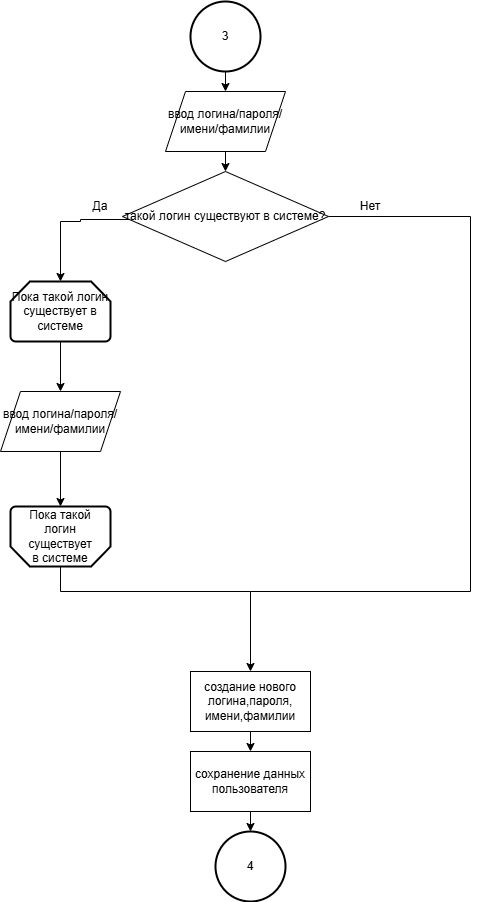 3
ввод логина/пароля/
имени/фамилии
такой логин существуют в системе?
Да
Нет
Пока такой логин
существует в
системе
ввод логина/пароля/
имени/фамилии
Пока такой
логин
существует
в системе
создание нового
логина,пароля,
имени,фамилии
сохранение данных
пользователя
4